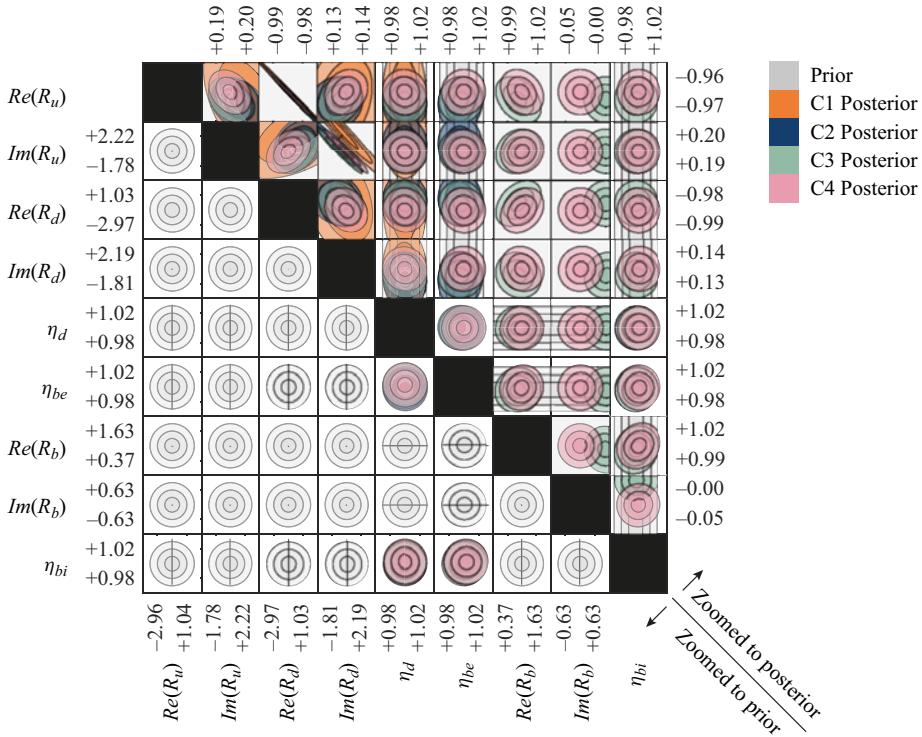 +0.19 +0.20 −0.99 −0.98 +0.13 +0.14 +0.98 +1.02 +0.98 +1.02 +0.99 +1.02 −0.05 −0.00 +0.98 +1.02
Prior
C1 Posterior
C2 Posterior
C3 Posterior
C4 Posterior
Re(R_u) −0.96
−0.97
Im(R_u) +2.22 +0.20
−1.78 +0.19
Re(R_d) +1.03 −0.98
−2.97 −0.99
Im(R_d) +2.19 +0.14
−1.81 +0.13
η_d +1.02 +1.02
+0.98 +0.98
η_be +1.02 +1.02
+0.98 +0.98
Re(R_b) +1.63 +1.02
+0.37 +0.99
Im(R_b) +0.63 −0.00
−0.63 −0.05
η_bi +1.02
+0.98
−2.96 +1.04 −1.78 +2.22 −2.97 +1.03 −1.81 +2.19 +0.98 +1.02 +0.98 +1.02 +0.37 +1.63 −0.63 +0.63 +0.98 +1.02
Re(R_u) Im(R_u) Re(R_d) Im(R_d) η_d η_be Re(R_b) Im(R_b) η_bi
Zoomed to posterior
Zoomed to prior